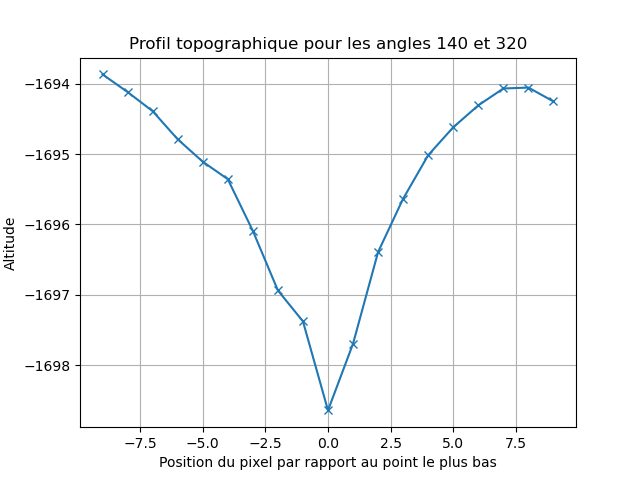 Profil topographique pour les angles 140 et 320
−1694
−1695
−1696
−1697
−1698
Altitude
−7.5 −5.0 −2.5 0.0 2.5 5.0 7.5
Position du pixel par rapport au point le plus bas